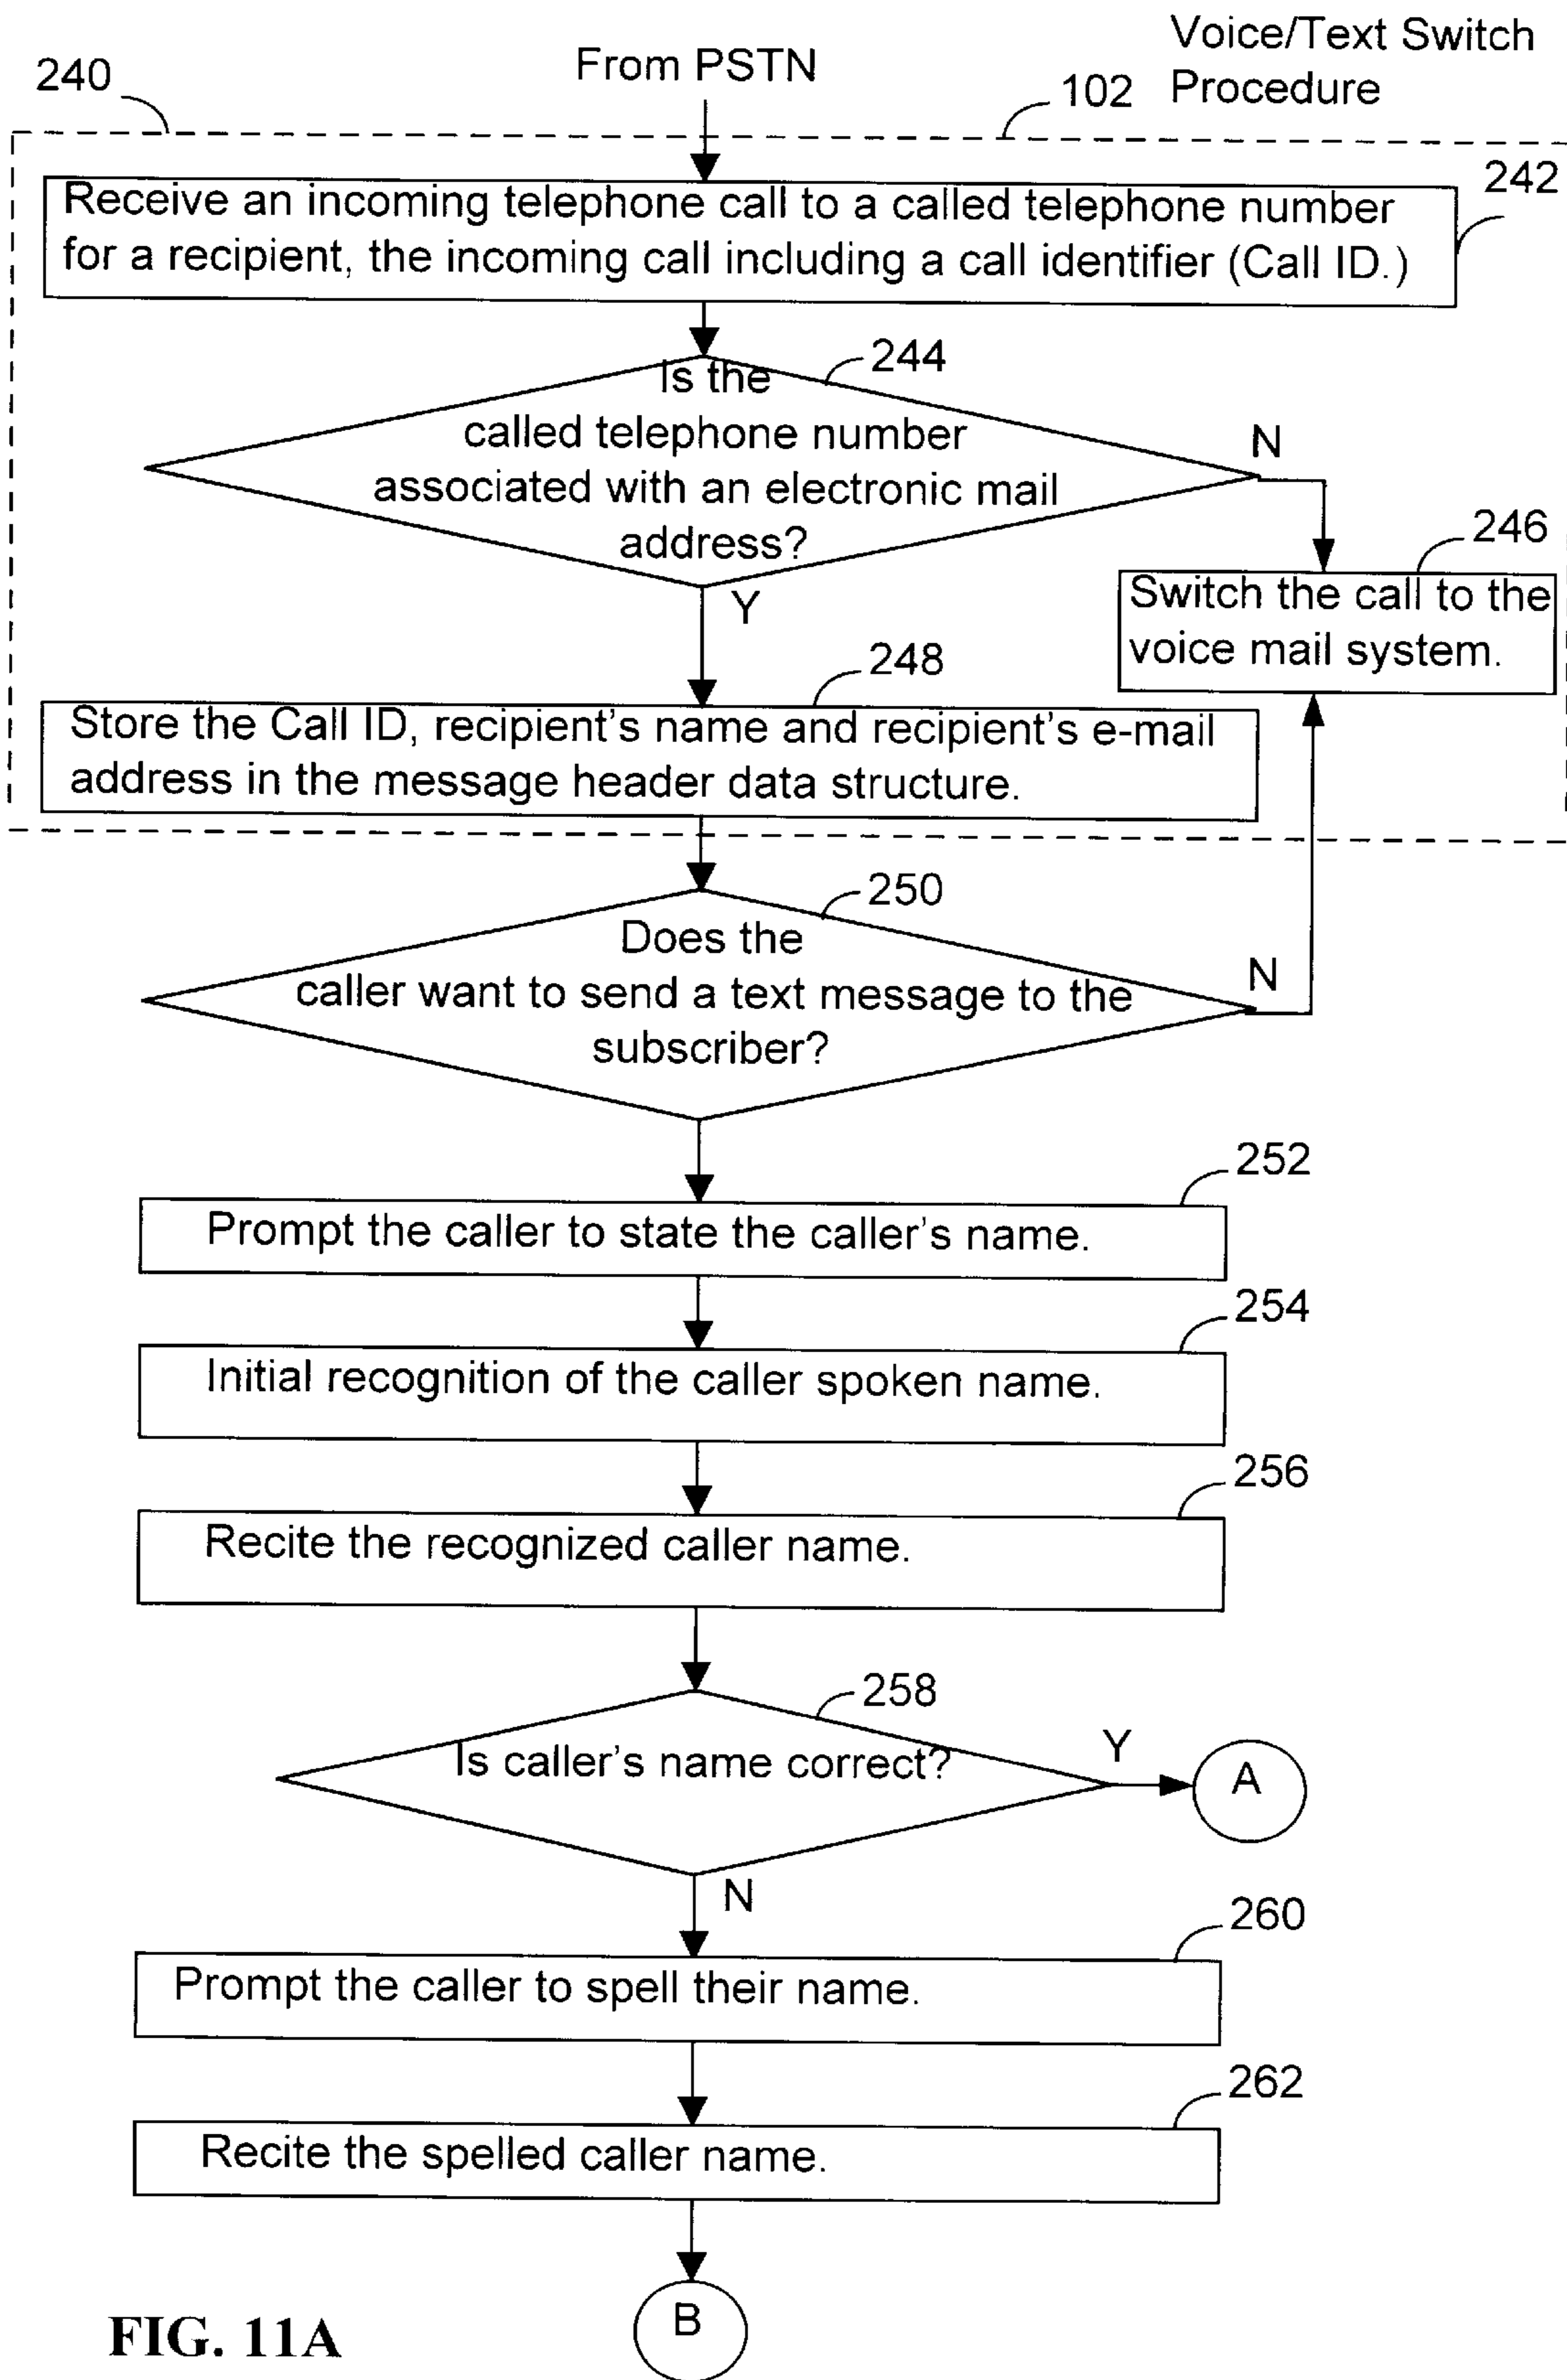 Voice/Text Switch
Procedure
From PSTN
240
102
242
Receive an incoming telephone call to a called telephone number
for a recipient, the incoming call including a call identifier (Call ID.)
244
Is the
called telephone number
associated with an electronic mail
address?
N
Y
246
Switch the call to the
voice mail system.
248
Store the Call ID, recipient's name and recipient's e-mail
address in the message header data structure.
250
Does the
caller want to send a text message to the
subscriber?
N
252
Prompt the caller to state the caller's name.
254
Initial recognition of the caller spoken name.
256
Recite the recognized caller name.
258
Is caller's name correct?
Y
A
N
260
Prompt the caller to spell their name.
262
Recite the spelled caller name.
B
FIG. 11A